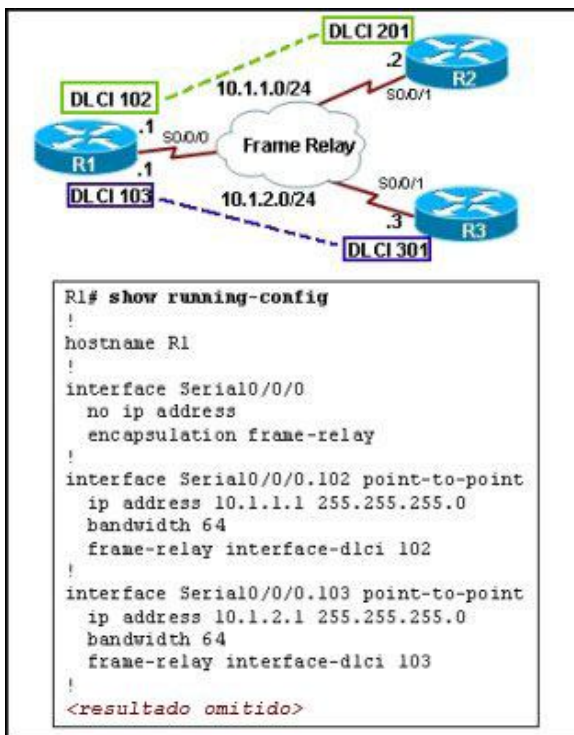 DLCI 201
.2
R2
S0/0/1
10.1.1.0/24
DLCI 102
.1
S0/0/0
R1
Frame Relay
.1
DLCI 103
10.1.2.0/24
S0/0/1
.3
R3
DLCI 301
R1# show running-config
!
hostname R1
!
interface Serial0/0/0
no ip address
encapsulation frame-relay
!
interface Serial0/0/0.102 point-to-point
ip address 10.1.1.1 255.255.255.0
bandwidth 64
frame-relay interface-dlci 102
!
interface Serial0/0/0.103 point-to-point
ip address 10.1.2.1 255.255.255.0
bandwidth 64
frame-relay interface-dlci 103
!
<resultado omitido>